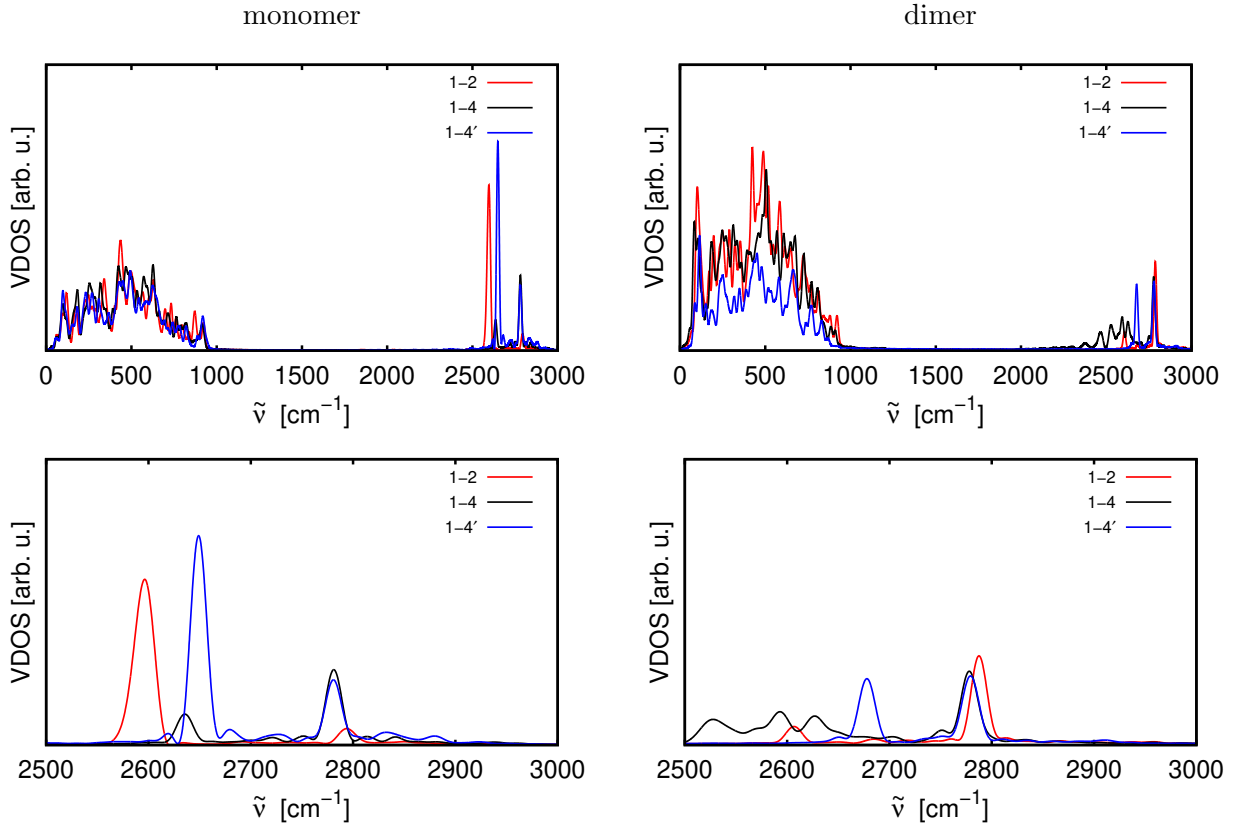 monomer
dimer
VDOS [arb. u.]
1−2
1−4
1−4′
0 500 1000 1500 2000 2500 3000
ν̃ [cm⁻¹]
VDOS [arb. u.]
1−2
1−4
1−4′
0 500 1000 1500 2000 2500 3000
ν̃ [cm⁻¹]
VDOS [arb. u.]
1−2
1−4
1−4′
2500 2600 2700 2800 2900 3000
ν̃ [cm⁻¹]
VDOS [arb. u.]
1−2
1−4
1−4′
2500 2600 2700 2800 2900 3000
ν̃ [cm⁻¹]